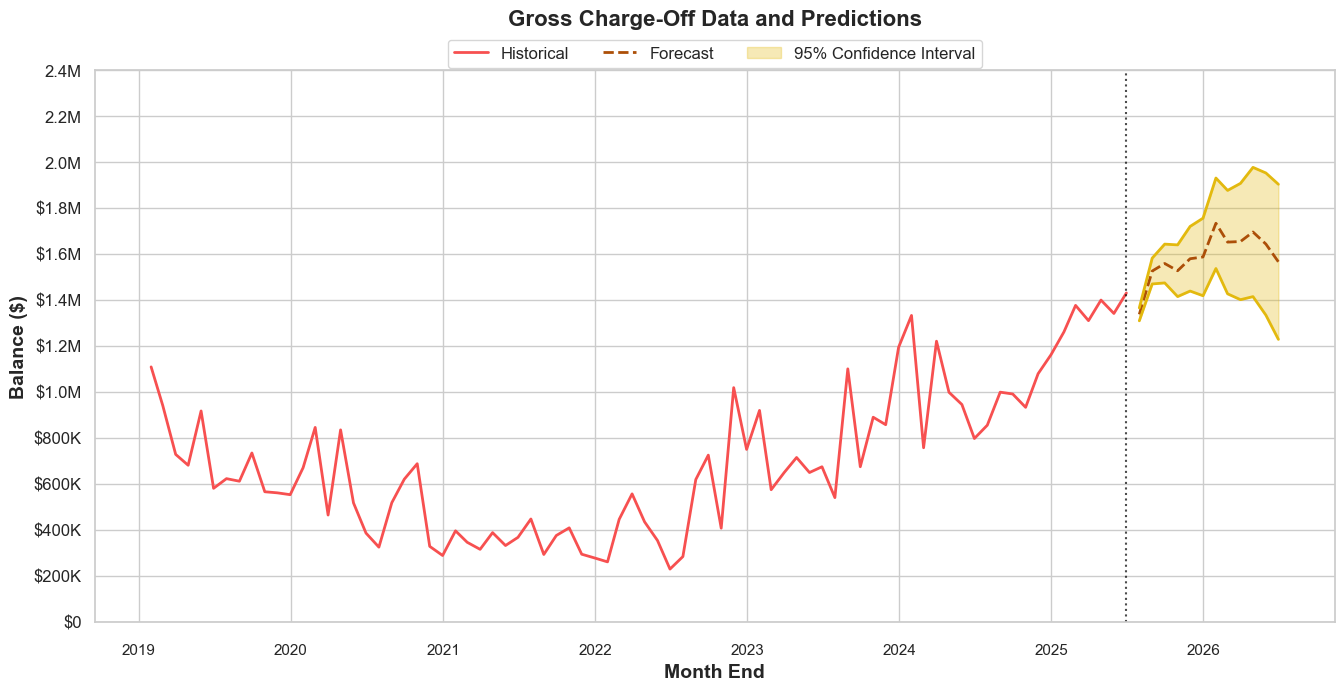 Gross Charge-Off Data and Predictions
Historical Forecast 95% Confidence Interval
2.4M
2.2M
2.0M
$1.8M
$1.6M
$1.4M
$1.2M
$1.0M
$800K
$600K
$400K
$200K
$0
Balance ($)
2019 2020 2021 2022 2023 2024 2025 2026
Month End